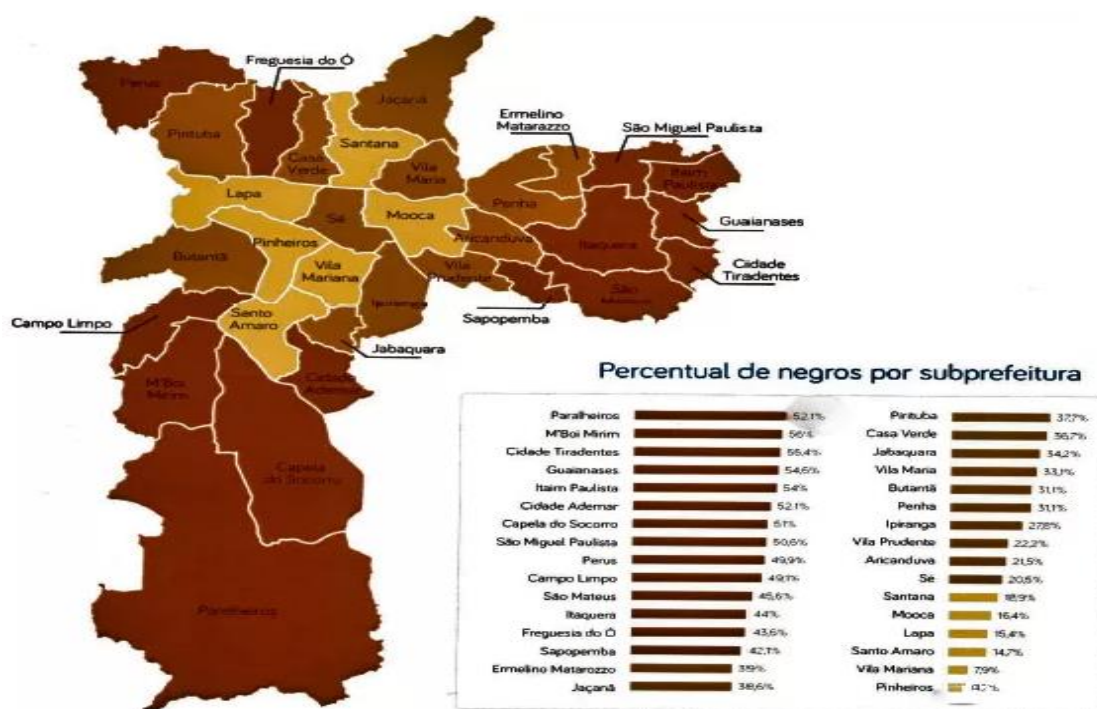 Freguesia do Ó
Perus
Jaçanã
Ermelino
Matarazzo
São Miguel Paulista
Pirituba
Santana
Casa
Verde
Vila
Maria
Itaim
Paulista
Lapa
Penha
Sé
Mooca
Guaianases
Pinheiros
Aricanduva
Itaquera
Butantã
Vila
Mariana
Vila
Prudente
Cidade
Tiradentes
Ipiranga
São
Mateus
Sapopemba
Campo Limpo
Santo
Amaro
Jabaquara
M'Boi
Mirim
Cidade
Ademar
Capela
do Socorro
Parelheiros
Percentual de negros por subprefeitura
Paralheiros 52,1%
M'Boi Mirim 56%
Cidade Tiradentes 55,4%
Guaianases 54,6%
Itaim Paulista 54%
Cidade Ademar 52,1%
Capela do Socorro 51%
São Miguel Paulista 50,6%
Perus 49,9%
Campo Limpo 49,1%
São Mateus 45,6%
Itaquera 44%
Freguesia do Ó 43,6%
Sapopemba 42,1%
Ermelino Matarozzo 39%
Jaçanã 38,6%
Pirituba 37,7%
Casa Verde 36,7%
Jabaquara 34,2%
Vila Maria 33,1%
Butantã 31,1%
Penha 31,1%
Ipiranga 27,8%
Vila Prudente 22,2%
Aricanduva 21,5%
Sé 20,5%
Santana 18,9%
Mooca 16,4%
Lapa 15,4%
Santo Amaro 14,7%
Vila Mariana 7,9%
Pinheiros